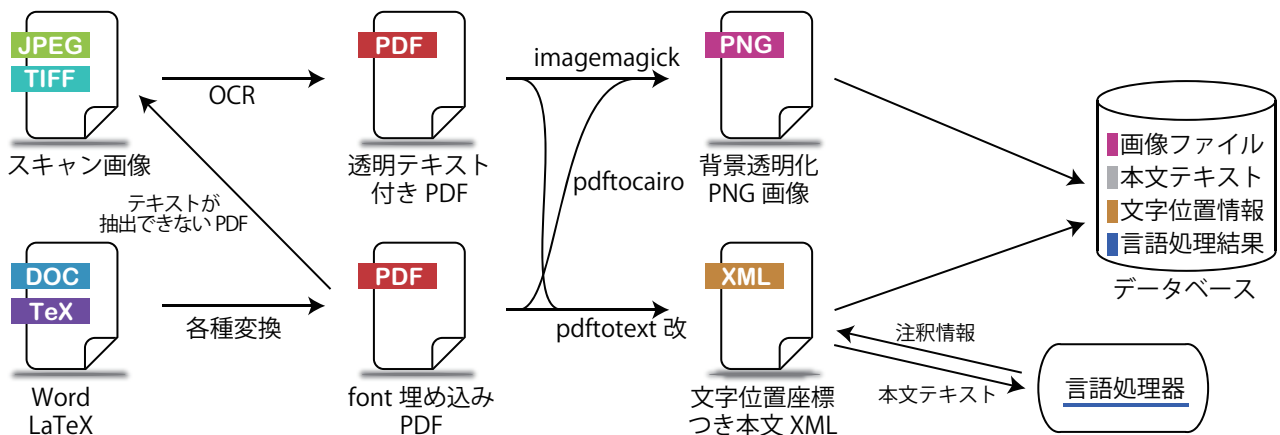 JPEG
TIFF
スキャン画像
OCR
PDF
透明テキスト
付き PDF
imagemagick
pdftocairo
PNG
背景透明化
PNG 画像
画像ファイル
本文テキスト
文字位置情報
言語処理結果
データベース
テキストが
抽出できない PDF
DOC
TeX
Word
LaTeX
各種変換
PDF
font 埋め込み
PDF
pdftotext 改
XML
文字位置座標
つき本文 XML
注釈情報
本文テキスト
言語処理器